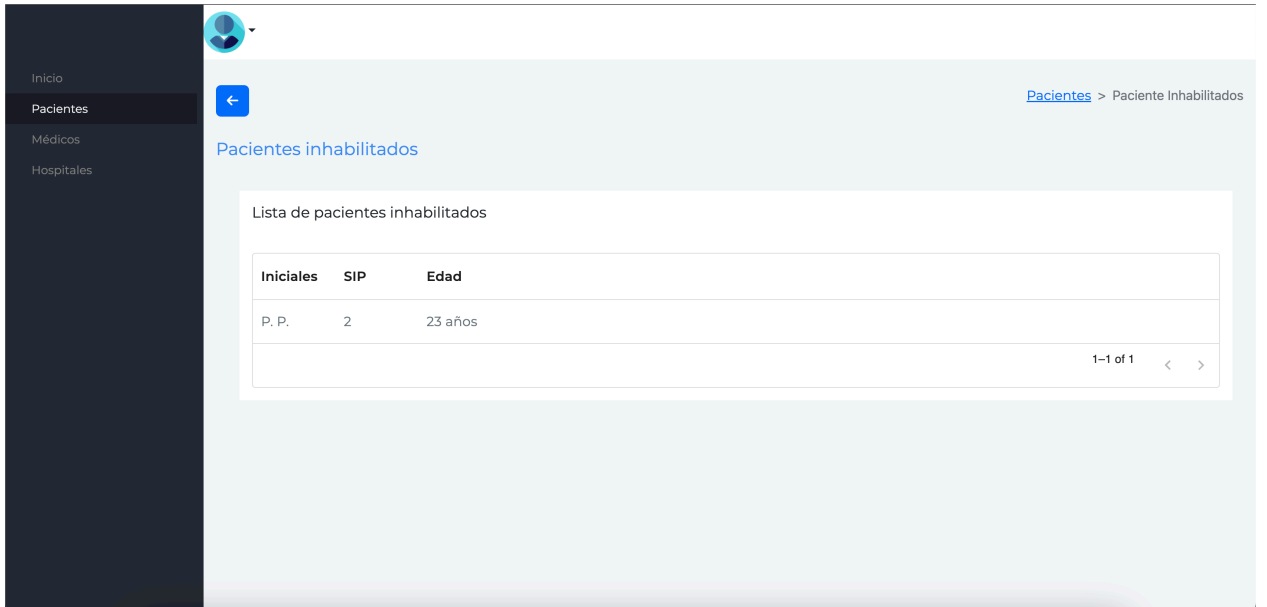 Inicio
Pacientes
Médicos
Hospitales
Pacientes > Paciente Inhabilitados
Pacientes inhabilitados
Lista de pacientes inhabilitados
Iniciales SIP Edad
P. P. 2 23 años
1–1 of 1